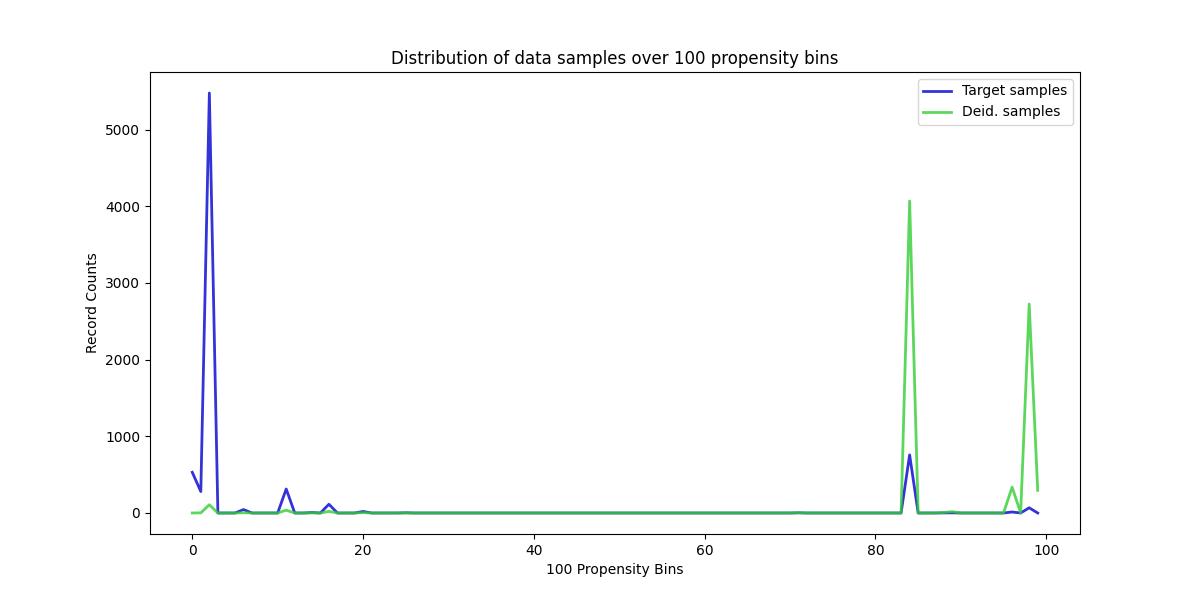 Distribution of data samples over 100 propensity bins
Target samples
Deid. samples
Record Counts
5000
4000
3000
2000
1000
0
0 20 40 60 80 100
100 Propensity Bins